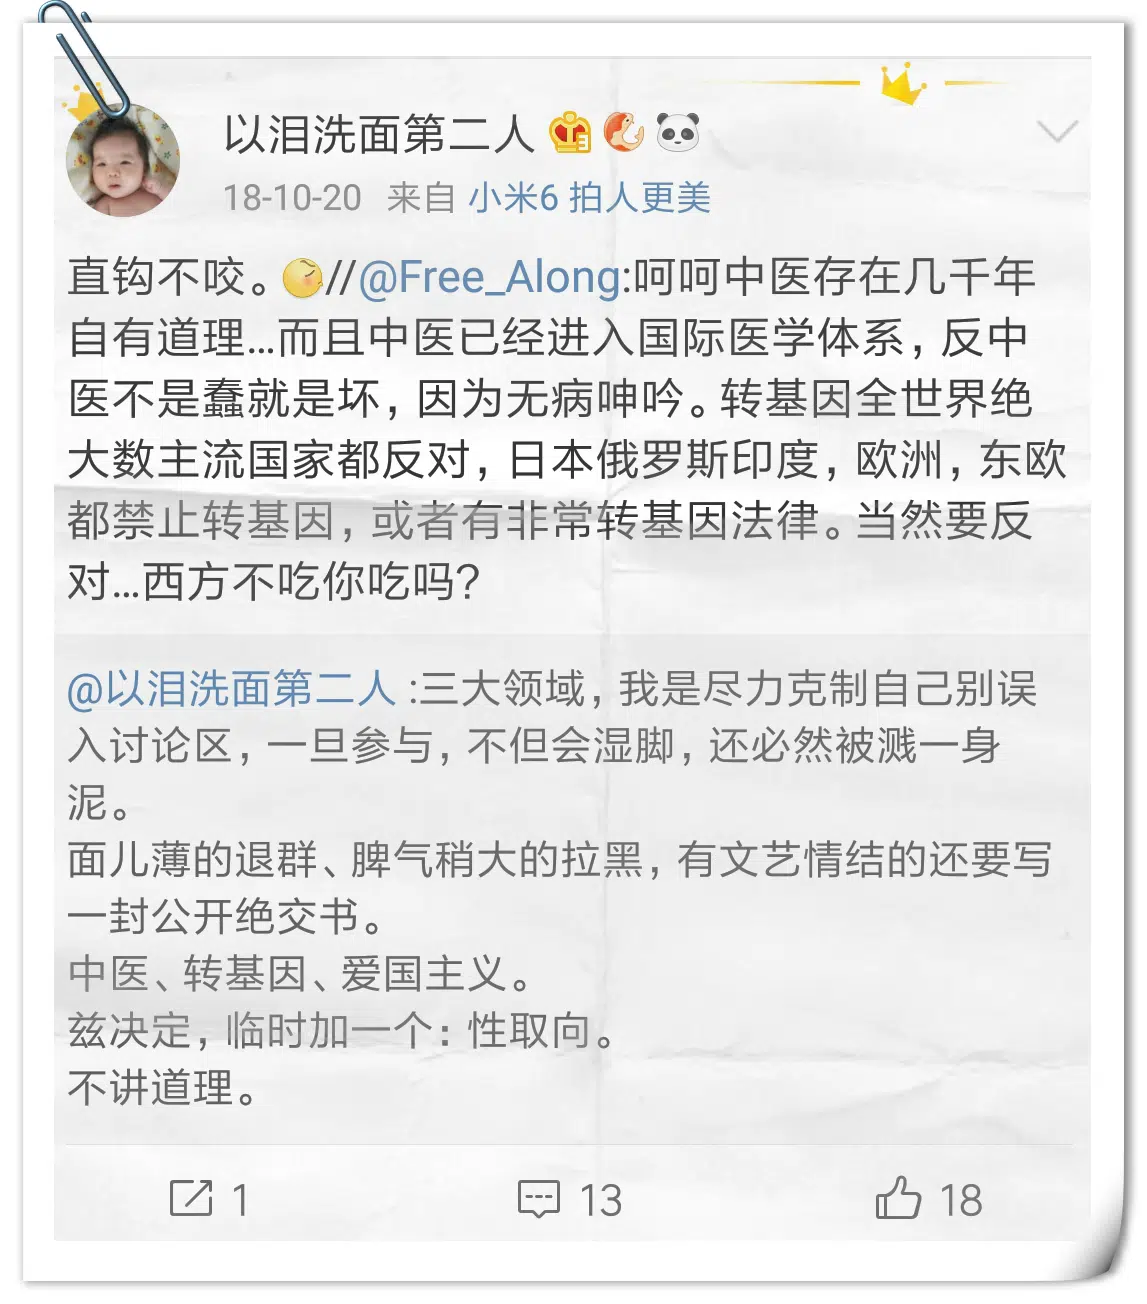 以泪洗面第二人
18-10-20 来自 小米6 拍人更美
直钩不咬。//@Free_Along:呵呵中医存在几千年
自有道理...而且中医已经进入国际医学体系，反中
医不是蠢就是坏，因为无病呻吟。转基因全世界绝
大数主流国家都反对，日本俄罗斯印度，欧洲，东欧
都禁止转基因，或者有非常转基因法律。当然要反
对...西方不吃你吃吗？
@以泪洗面第二人 :三大领域，我是尽力克制自己别误
入讨论区，一旦参与，不但会湿脚，还必然被溅一身
泥。
面儿薄的退群、脾气稍大的拉黑，有文艺情结的还要写
一封公开绝交书。
中医、转基因、爱国主义。
兹决定，临时加一个：性取向。
不讲道理。
1 13 18